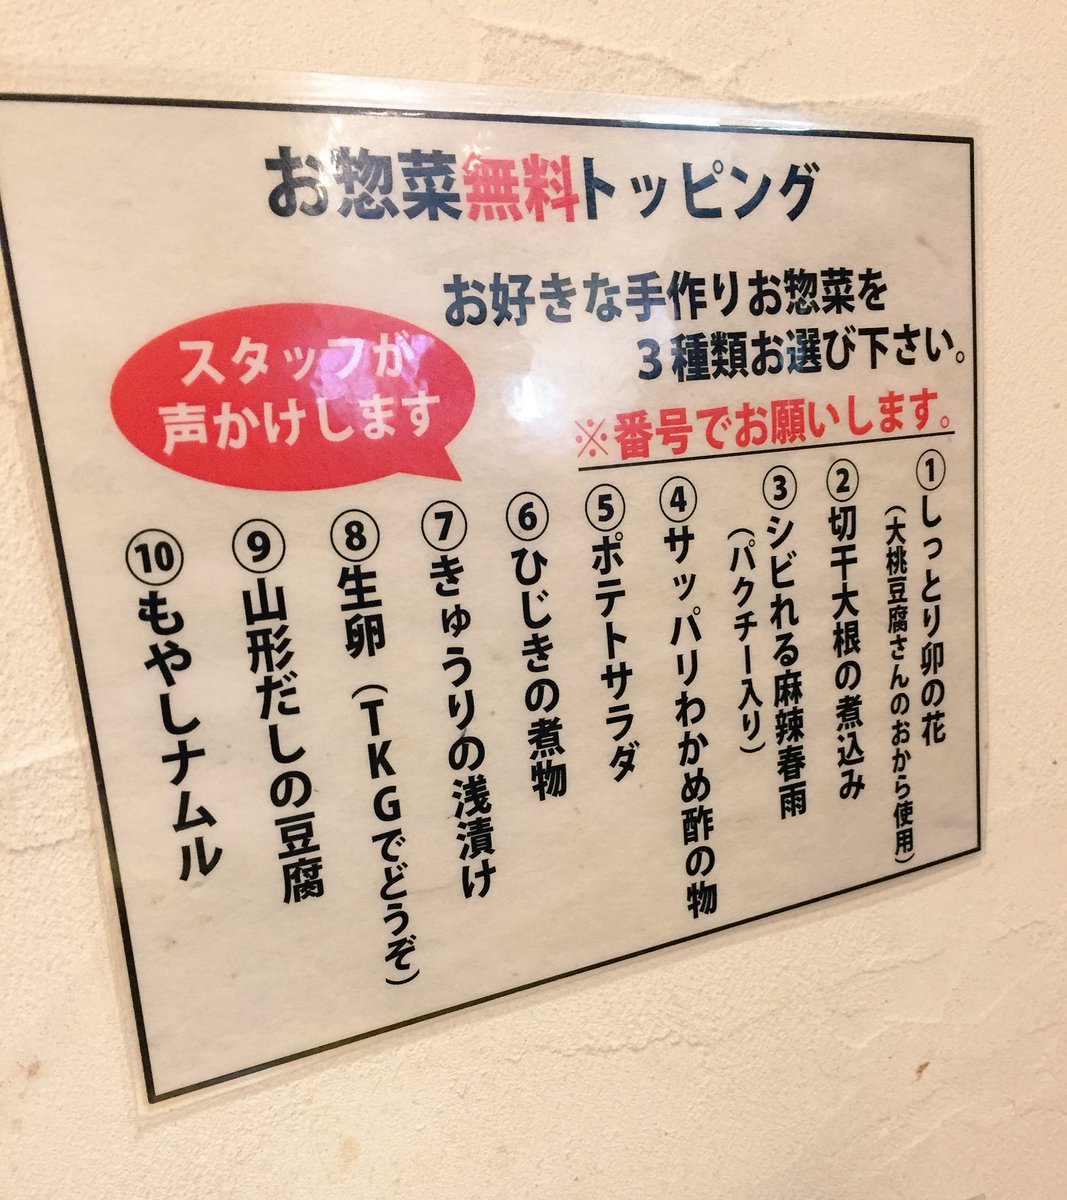 お惣菜無料トッピング
お好きな手作りお惣菜を
3種類お選び下さい。
※番号でお願いします。
スタッフが
声かけします
①しっとり卯の花
（大桃豆腐さんのおから使用）
②切干大根の煮込み
③シビれる麻辣春雨
（パクチー入り）
④サッパリわかめ酢の物
⑤ポテトサラダ
⑥ひじきの煮物
⑦きゅうりの浅漬け
⑧生卵（TKGでどうぞ）
⑨山形だしの豆腐
⑩もやしナムル